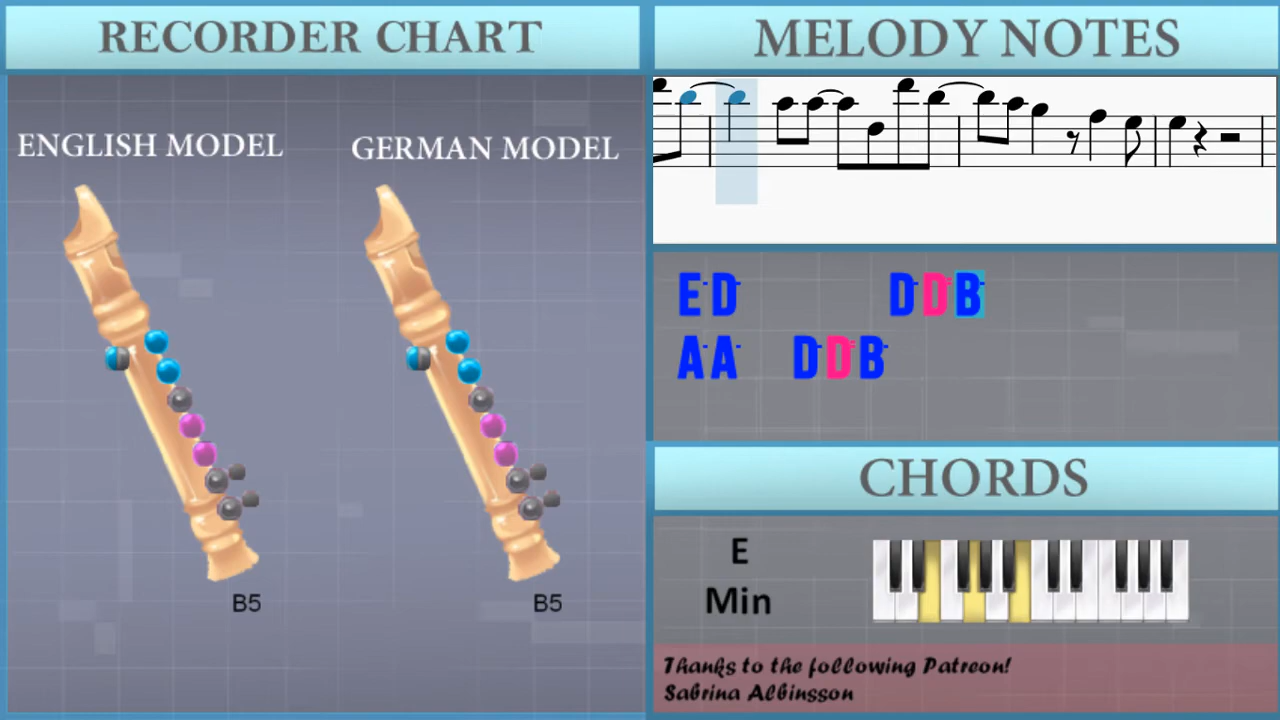 RECORDER CHART
ENGLISH MODEL
GERMAN MODEL
B5
B5
MELODY NOTES
E D D D B
A A D D B
CHORDS
E
Min
Thanks to the following Patreon!
Sabrina Albinsson